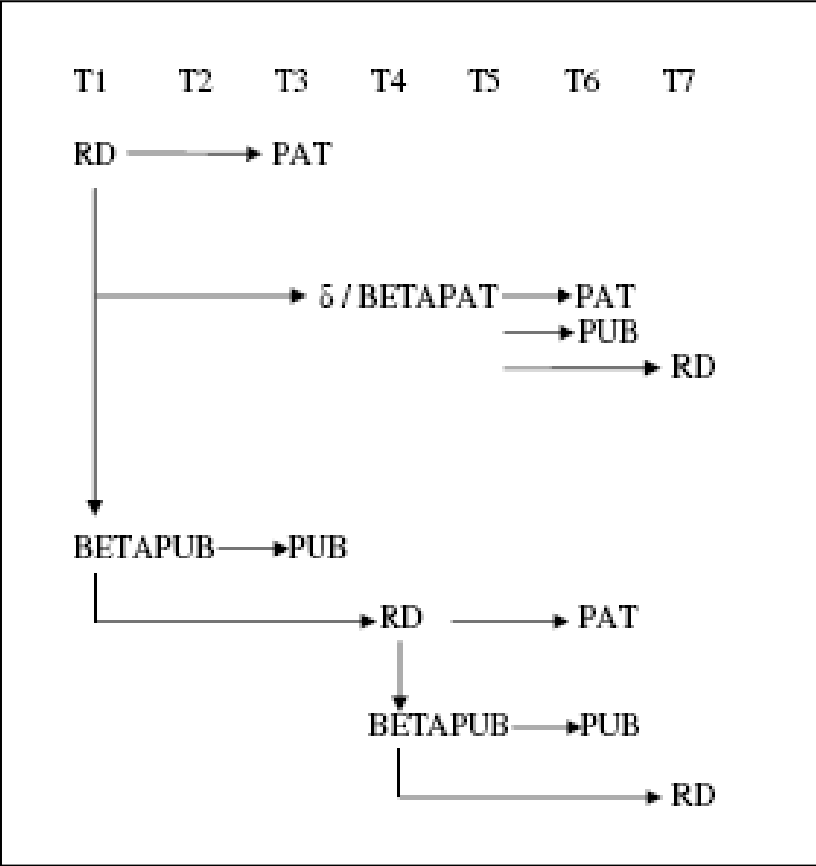 T1 T2 T3 T4 T5 T6 T7
RD PAT
δ / BETAPAT PAT
PUB
RD
BETAPUB PUB
RD PAT
BETAPUB PUB
RD